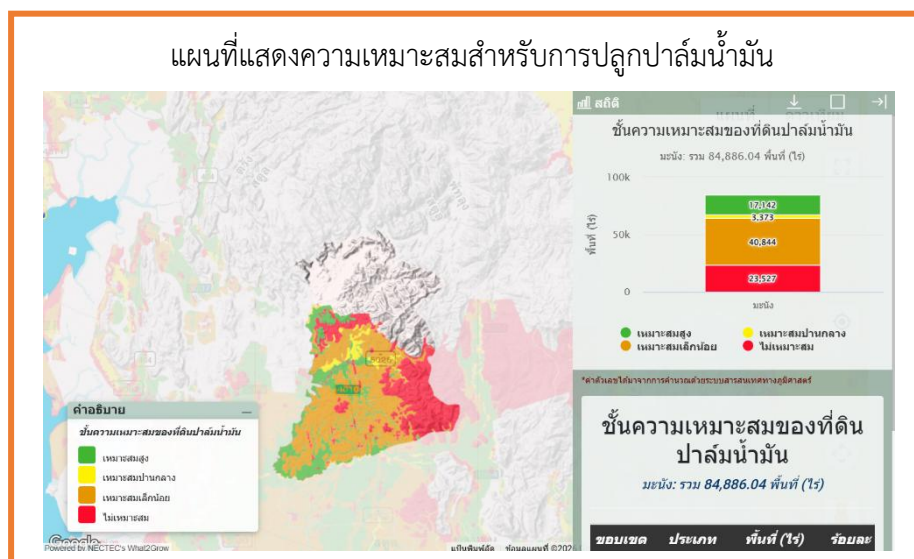 แผนที่แสดงความเหมาะสมสำหรับการปลูกปาล์มน้ำมัน
สถิติ
ชั้นความเหมาะสมของที่ดินปาล์มน้ำมัน
มะนัง: รวม 84,886.04 พื้นที่ (ไร่)
100k
50k
0
พื้นที่ (ไร่)
17,142
3,373
40,844
23,527
มะนัง
เหมาะสมสูง
เหมาะสมปานกลาง
เหมาะสมเล็กน้อย
ไม่เหมาะสม
*ค่าตัวเลขได้มาจากการคำนวณด้วยระบบสารสนเทศทางภูมิศาสตร์
ชั้นความเหมาะสมของที่ดิน
ปาล์มน้ำมัน
มะนัง: รวม 84,886.04 พื้นที่ (ไร่)
ขอบเขต ประเภท พื้นที่ (ไร่) ร้อยละ
คำอธิบาย
ชั้นความเหมาะสมของที่ดินปาล์มน้ำมัน
เหมาะสมสูง
เหมาะสมปานกลาง
เหมาะสมเล็กน้อย
ไม่เหมาะสม
Google
Powered by NECTEC's What2Grow
แป้นพิมพ์ลัด ข้อมูลแผนที่ ©2026